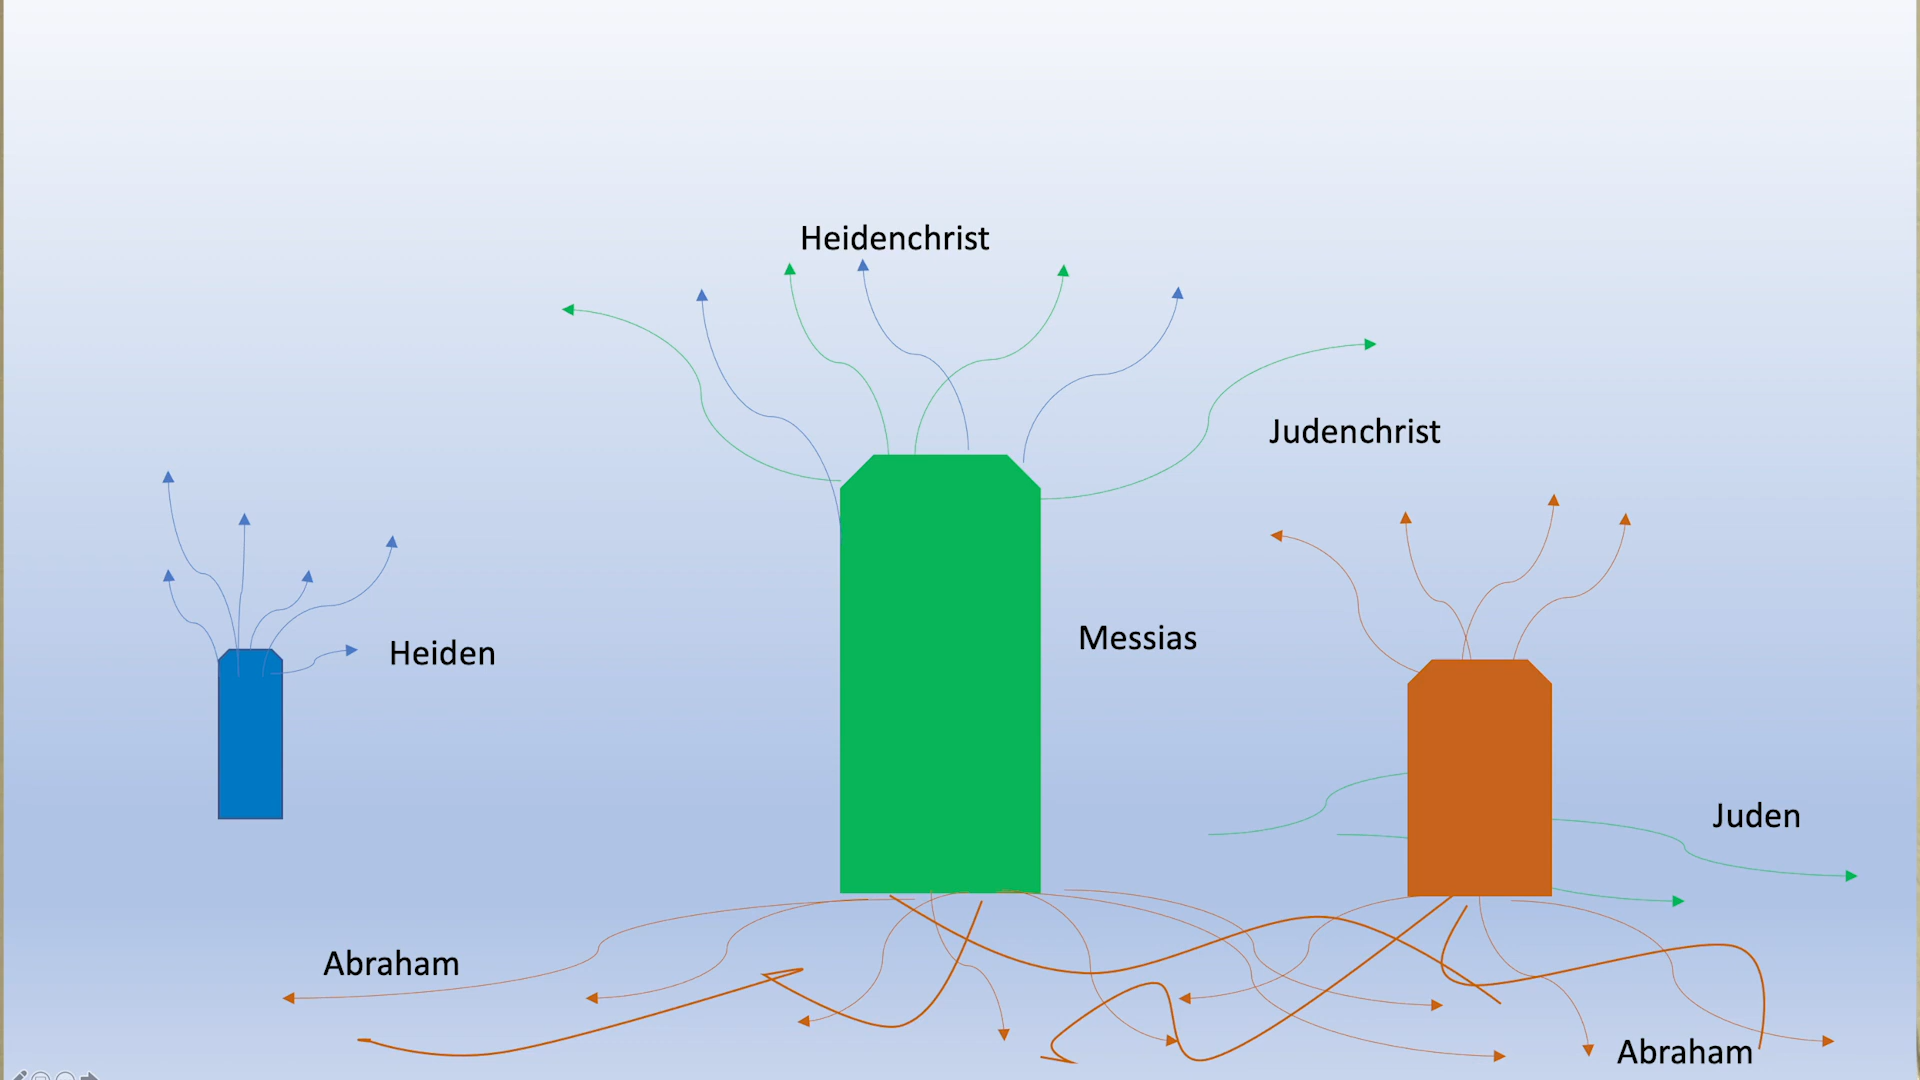 Heidenchrist
Judenchrist
Messias
Heiden
Juden
Abraham
Abraham